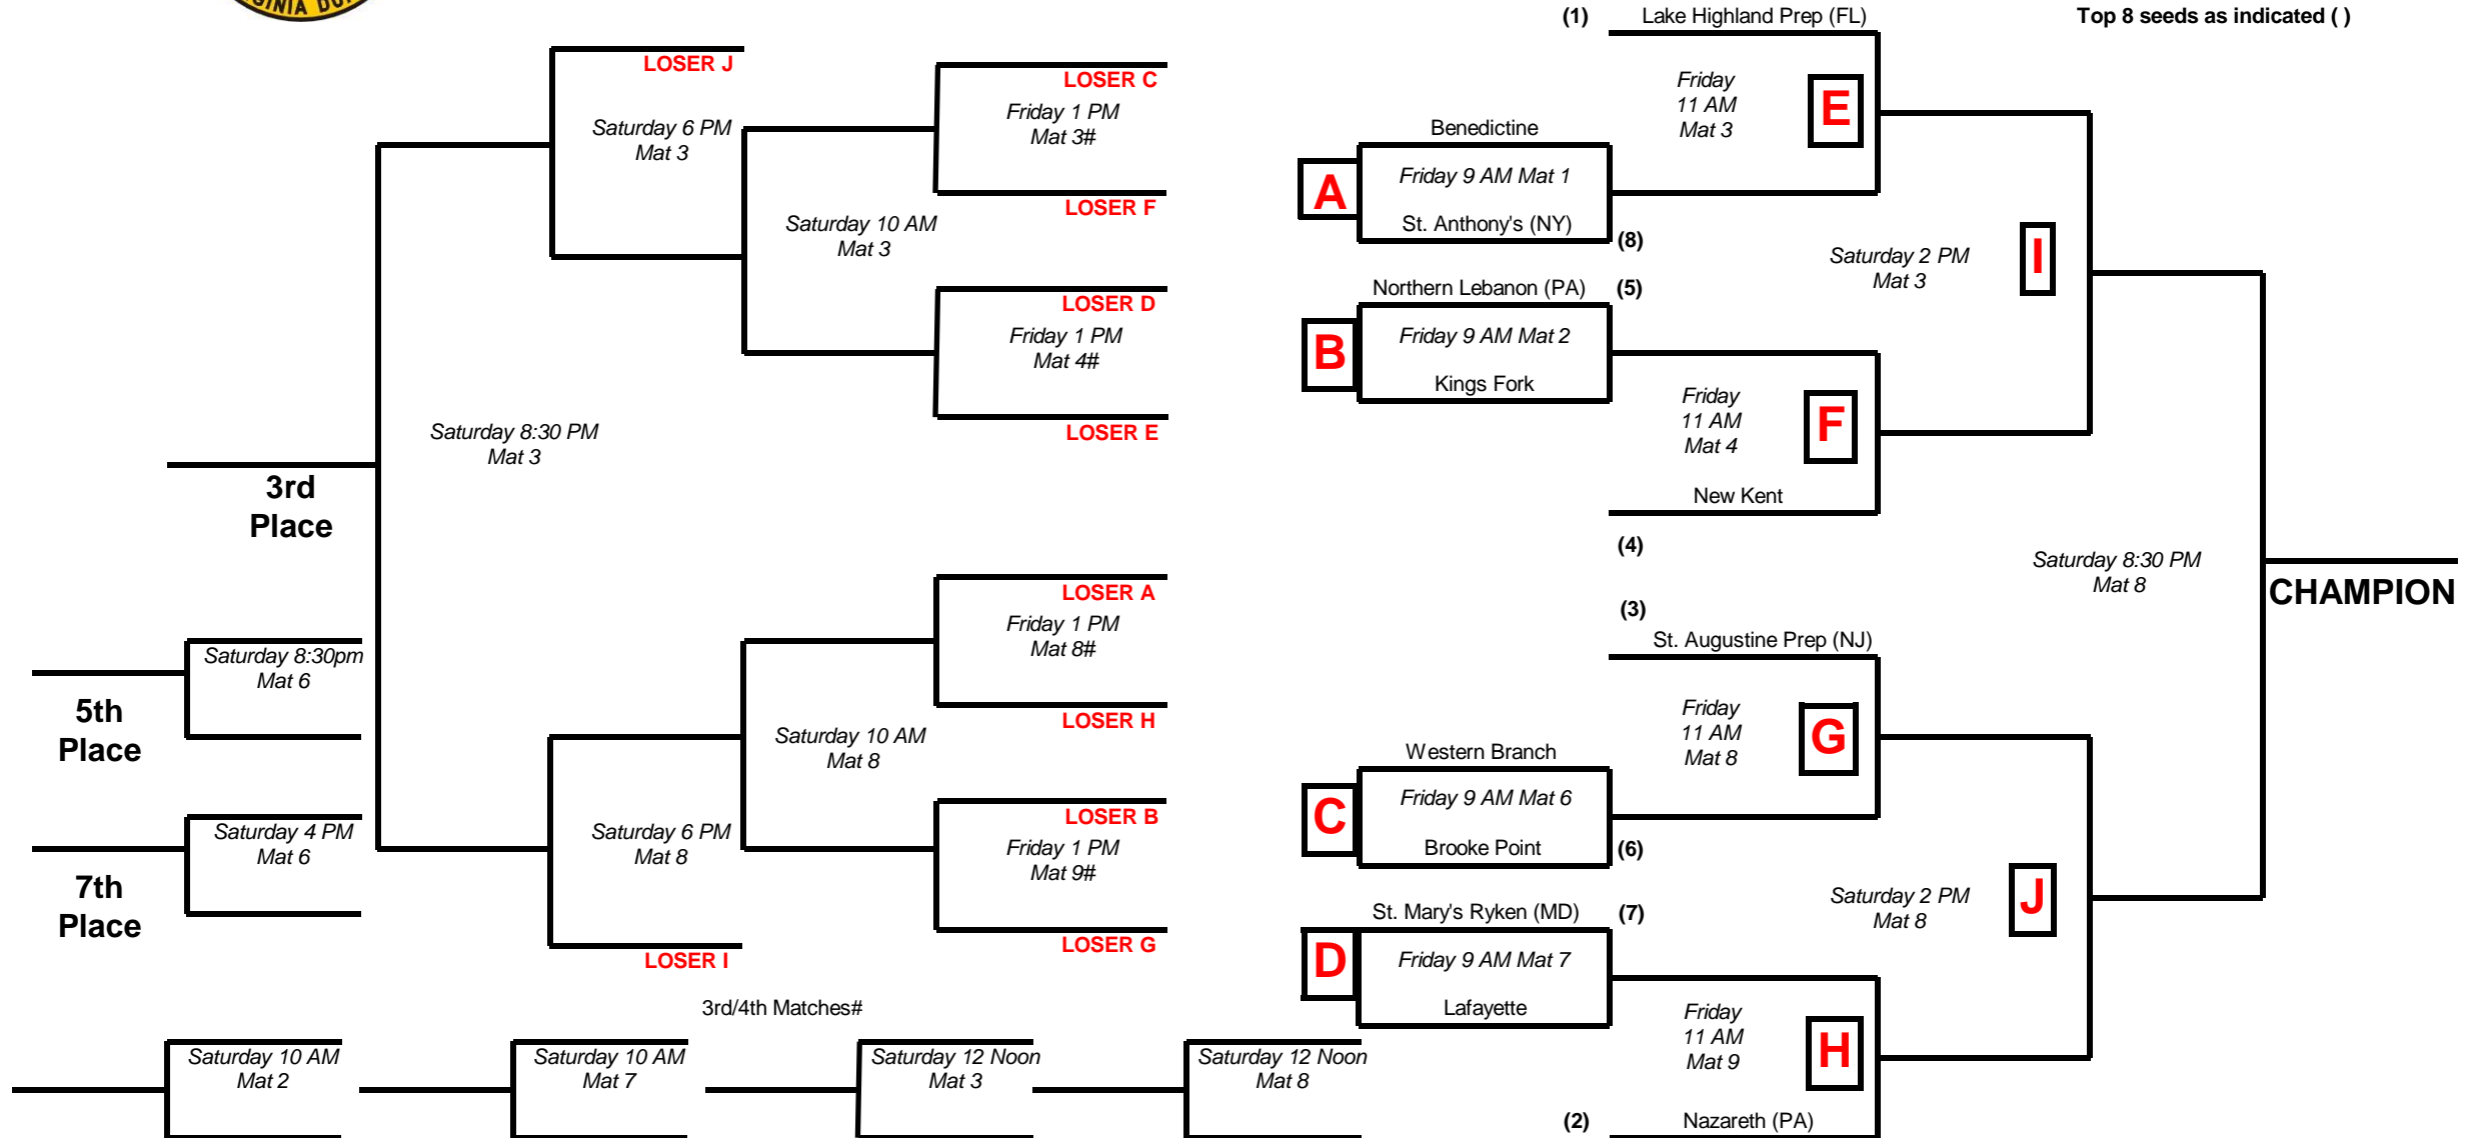 GINIA DU
(1)
Lake Highland Prep (FL)
Top 8 seeds as indicated ( )
LOSER J
LOSER C
Friday
11 AM
Mat 3
E
Friday 1 PM
Mat 3#
Saturday 6 PM
Mat 3
Benedictine
Friday 9 AM Mat 1
A
LOSER F
St. Anthony's (NY)
(8)
Saturday 10 AM
Mat 3
Saturday 2 PM
Mat 3
I
LOSER D
Northern Lebanon (PA)
(5)
Friday 1 PM
Mat 4#
Friday 9 AM Mat 2
B
Kings Fork
LOSER E
Friday
11 AM
Mat 4
F
Saturday 8:30 PM
Mat 3
3rd
Place
New Kent
(4)
Saturday 8:30 PM
Mat 8
CHAMPION
LOSER A
(3)
Friday 1 PM
Mat 8#
St. Augustine Prep (NJ)
Saturday 8:30pm
Mat 6
5th
Place
LOSER H
Friday
11 AM
Mat 8
G
Saturday 10 AM
Mat 8
Western Branch
Friday 9 AM Mat 6
C
LOSER B
Saturday 4 PM
Mat 6
Saturday 6 PM
Mat 8
Friday 1 PM
Mat 9#
Brooke Point
(6)
7th
Place
Saturday 2 PM
Mat 8
J
St. Mary's Ryken (MD)
(7)
LOSER G
LOSER I
D
Friday 9 AM Mat 7
Lafayette
3rd/4th Matches#
Friday
11 AM
Mat 9
H
Saturday 10 AM
Mat 2
Saturday 10 AM
Mat 7
Saturday 12 Noon
Mat 3
Saturday 12 Noon
Mat 8
(2)
Nazareth (PA)